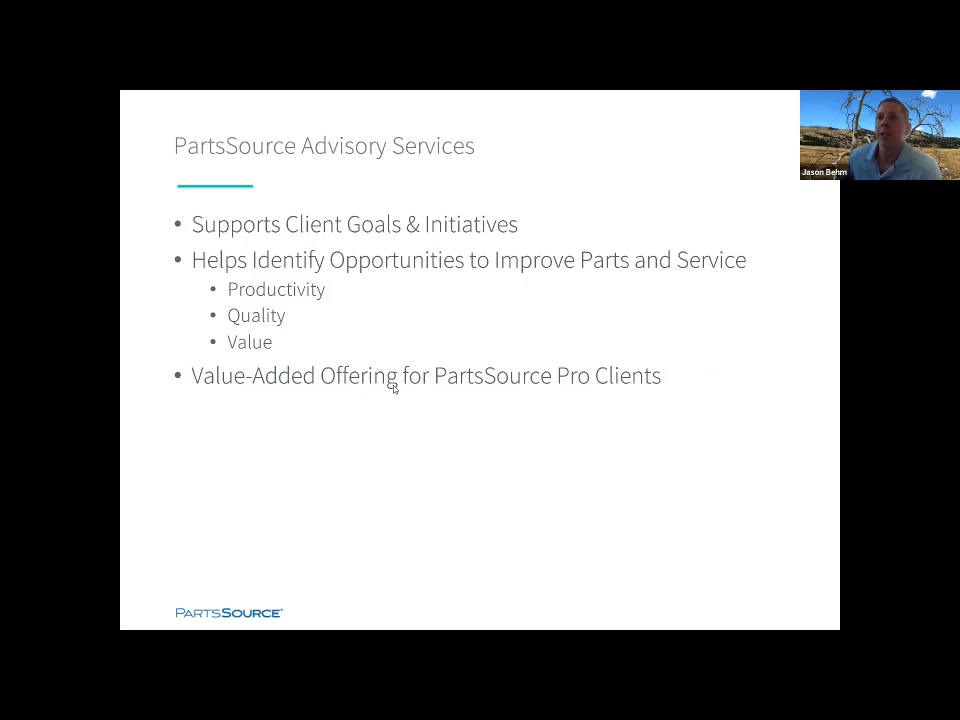 PartsSource Advisory Services
Jason Behm
• Supports Client Goals & Initiatives
• Helps Identify Opportunities to Improve Parts and Service
• Productivity
• Quality
• Value
• Value-Added Offering for PartsSource Pro Clients
PARTSSOURCE®